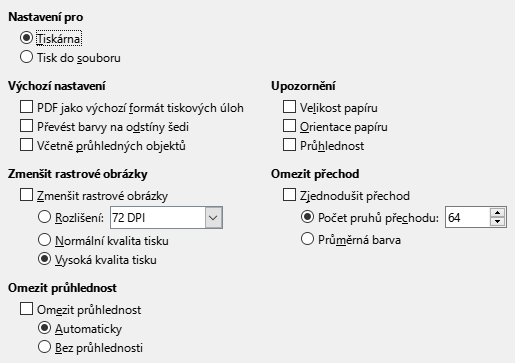 Nastavení pro
Tiskárna
Tisk do souboru
Výchozí nastavení
PDF jako výchozí formát tiskových úloh
Převést barvy na odstíny šedi
Včetně průhledných objektů
Upozornění
Velikost papíru
Orientace papíru
Průhlednost
Zmenšit rastrové obrázky
Zmenšit rastrové obrázky
Rozlišení: 72 DPI
Normální kvalita tisku
Vysoká kvalita tisku
Omezit přechod
Zjednodušit přechod
Počet pruhů přechodu: 64
Průměrná barva
Omezit průhlednost
Omezit průhlednost
Automaticky
Bez průhlednosti